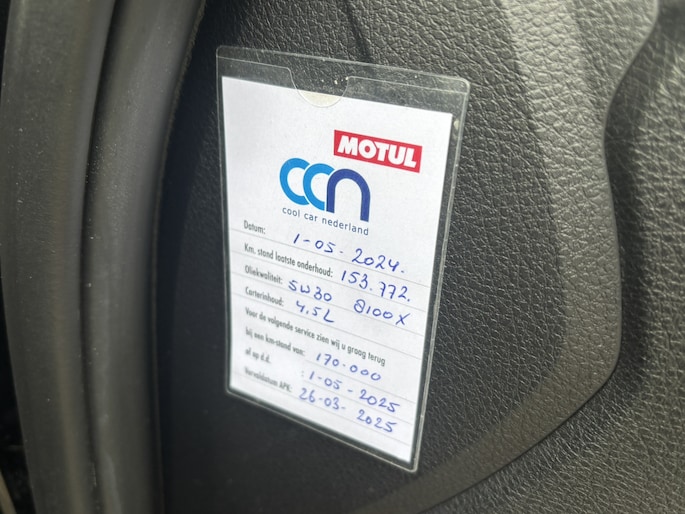 MOTUL
ccn
cool car nederland
Datum: 1-05-2024.
Km. stand laatste onderhoud: 153.772.
Oliekwaliteit: 5W30 8100X
Carterinhoud: 4,5L
Voor de volgende service zien wij u graag terug
bij een km-stand van: 170-000
of op d.d. : 1-05-2025
Vervaldatum APK: 26-03-2025